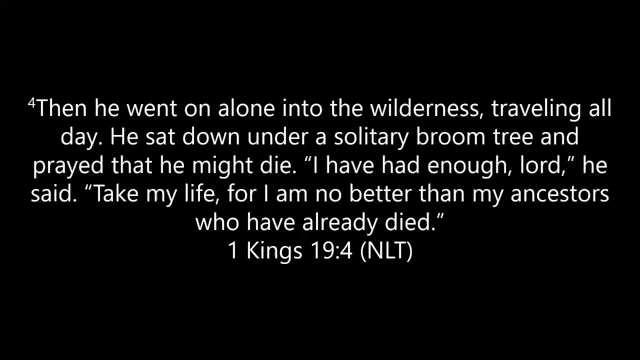 ⁴Then he went on alone into the wilderness, traveling all
day. He sat down under a solitary broom tree and
prayed that he might die. “I have had enough, lord,” he
said. “Take my life, for I am no better than my ancestors
who have already died.“
1 Kings 19:4 (NLT)